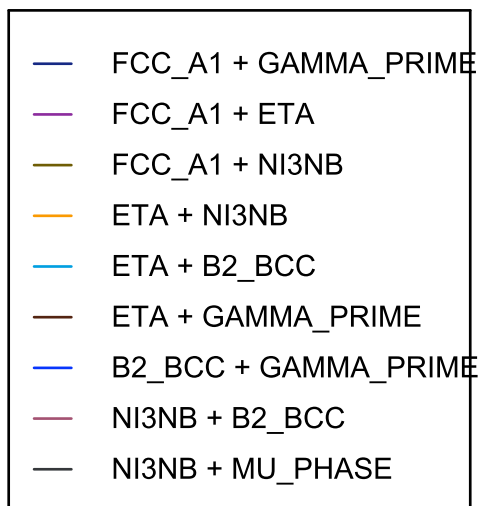 FCC_A1 + GAMMA_PRIME
FCC_A1 + ETA
FCC_A1 + NI3NB
ETA + NI3NB
ETA + B2_BCC
ETA + GAMMA_PRIME
B2_BCC + GAMMA_PRIME
NI3NB + B2_BCC
NI3NB + MU_PHASE